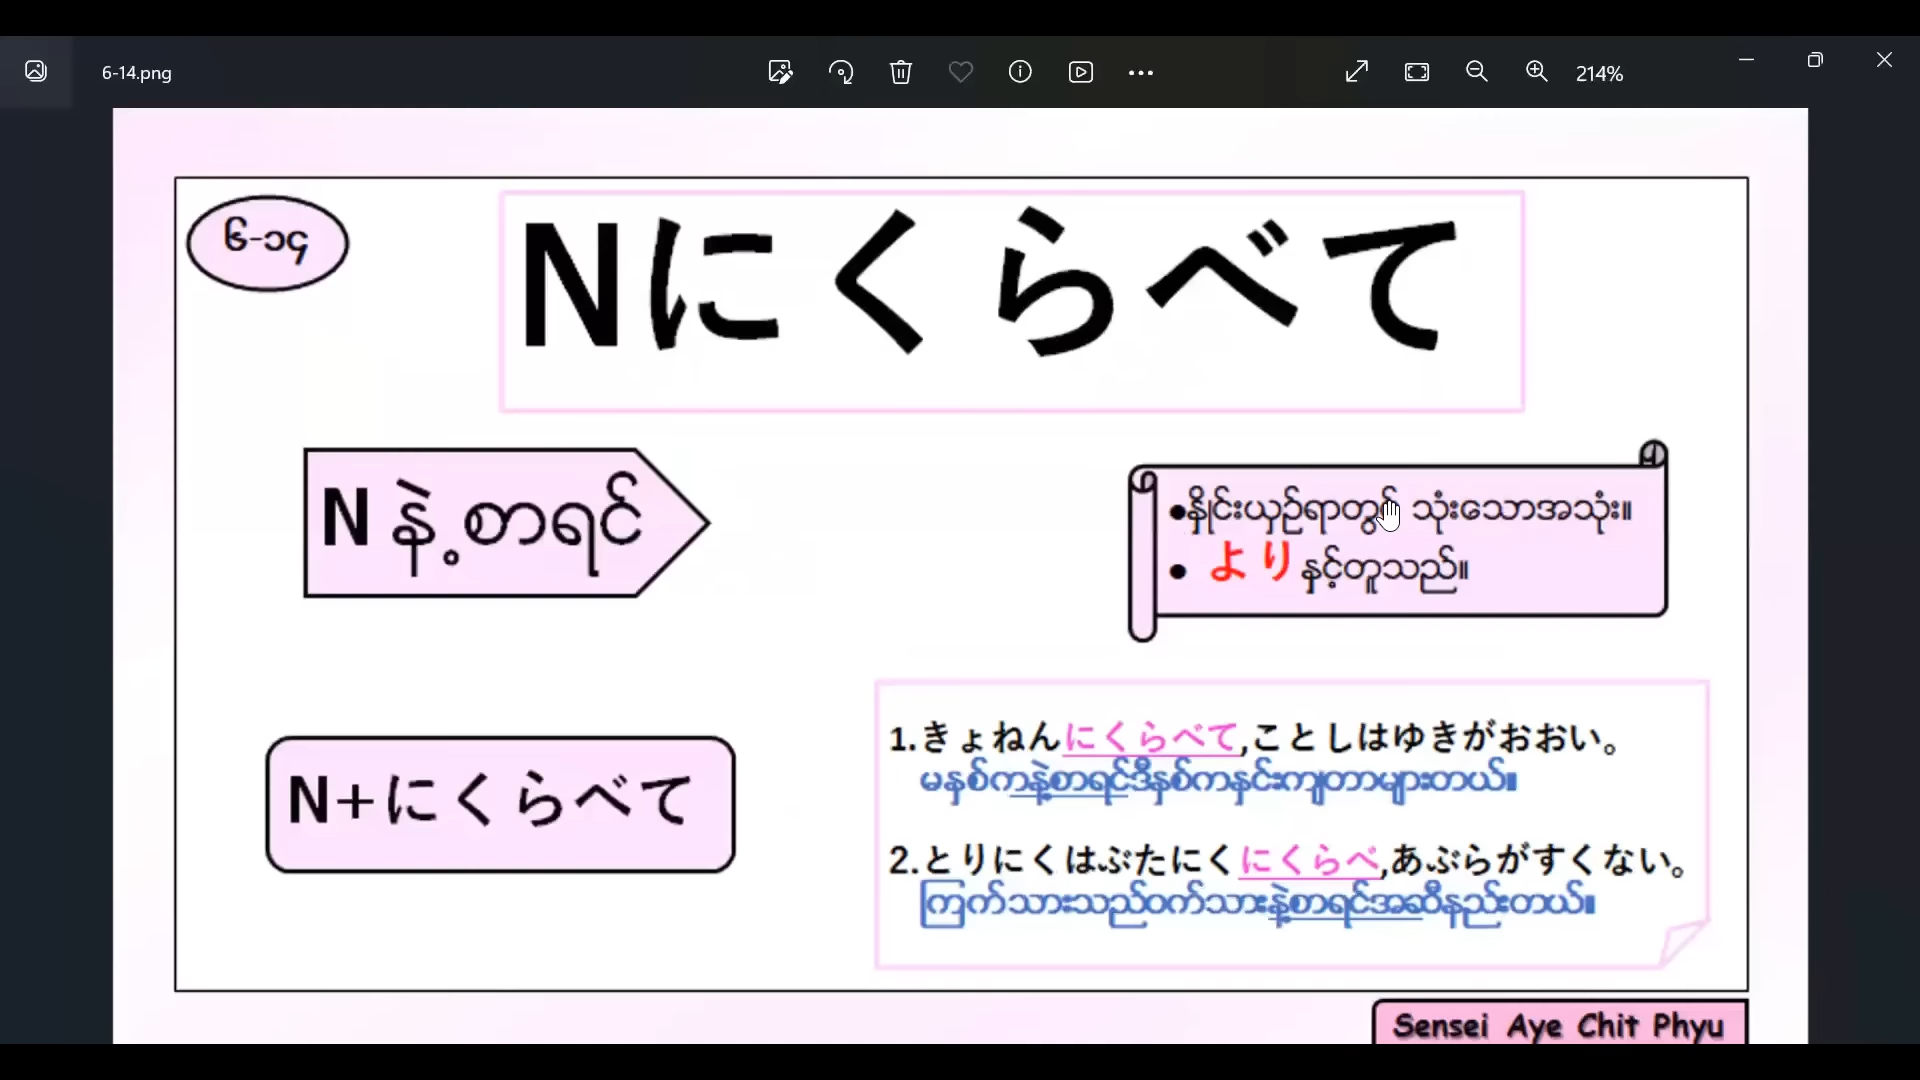 6-14.png
214%
၆-၁၄
Nにくらべて
N နဲ့စာရင်
●နှိုင်းယှဉ်ရာတွင် သုံးသောအသုံး။
● よりနှင့်တူသည်။
N+にくらべて
1.きょねんにくらべて,ことしはゆきがおおい。
မနှစ်ကနဲ့စာရင်ဒီနှစ်ကနှင်းကျတာများတယ်။
2.とりにくはぶたにくにくらべ,あぶらがすくない。
ကြက်သားသည်ဝက်သားနဲ့စာရင်အဆီနည်းတယ်။
Sensei Aye Chit Phyu